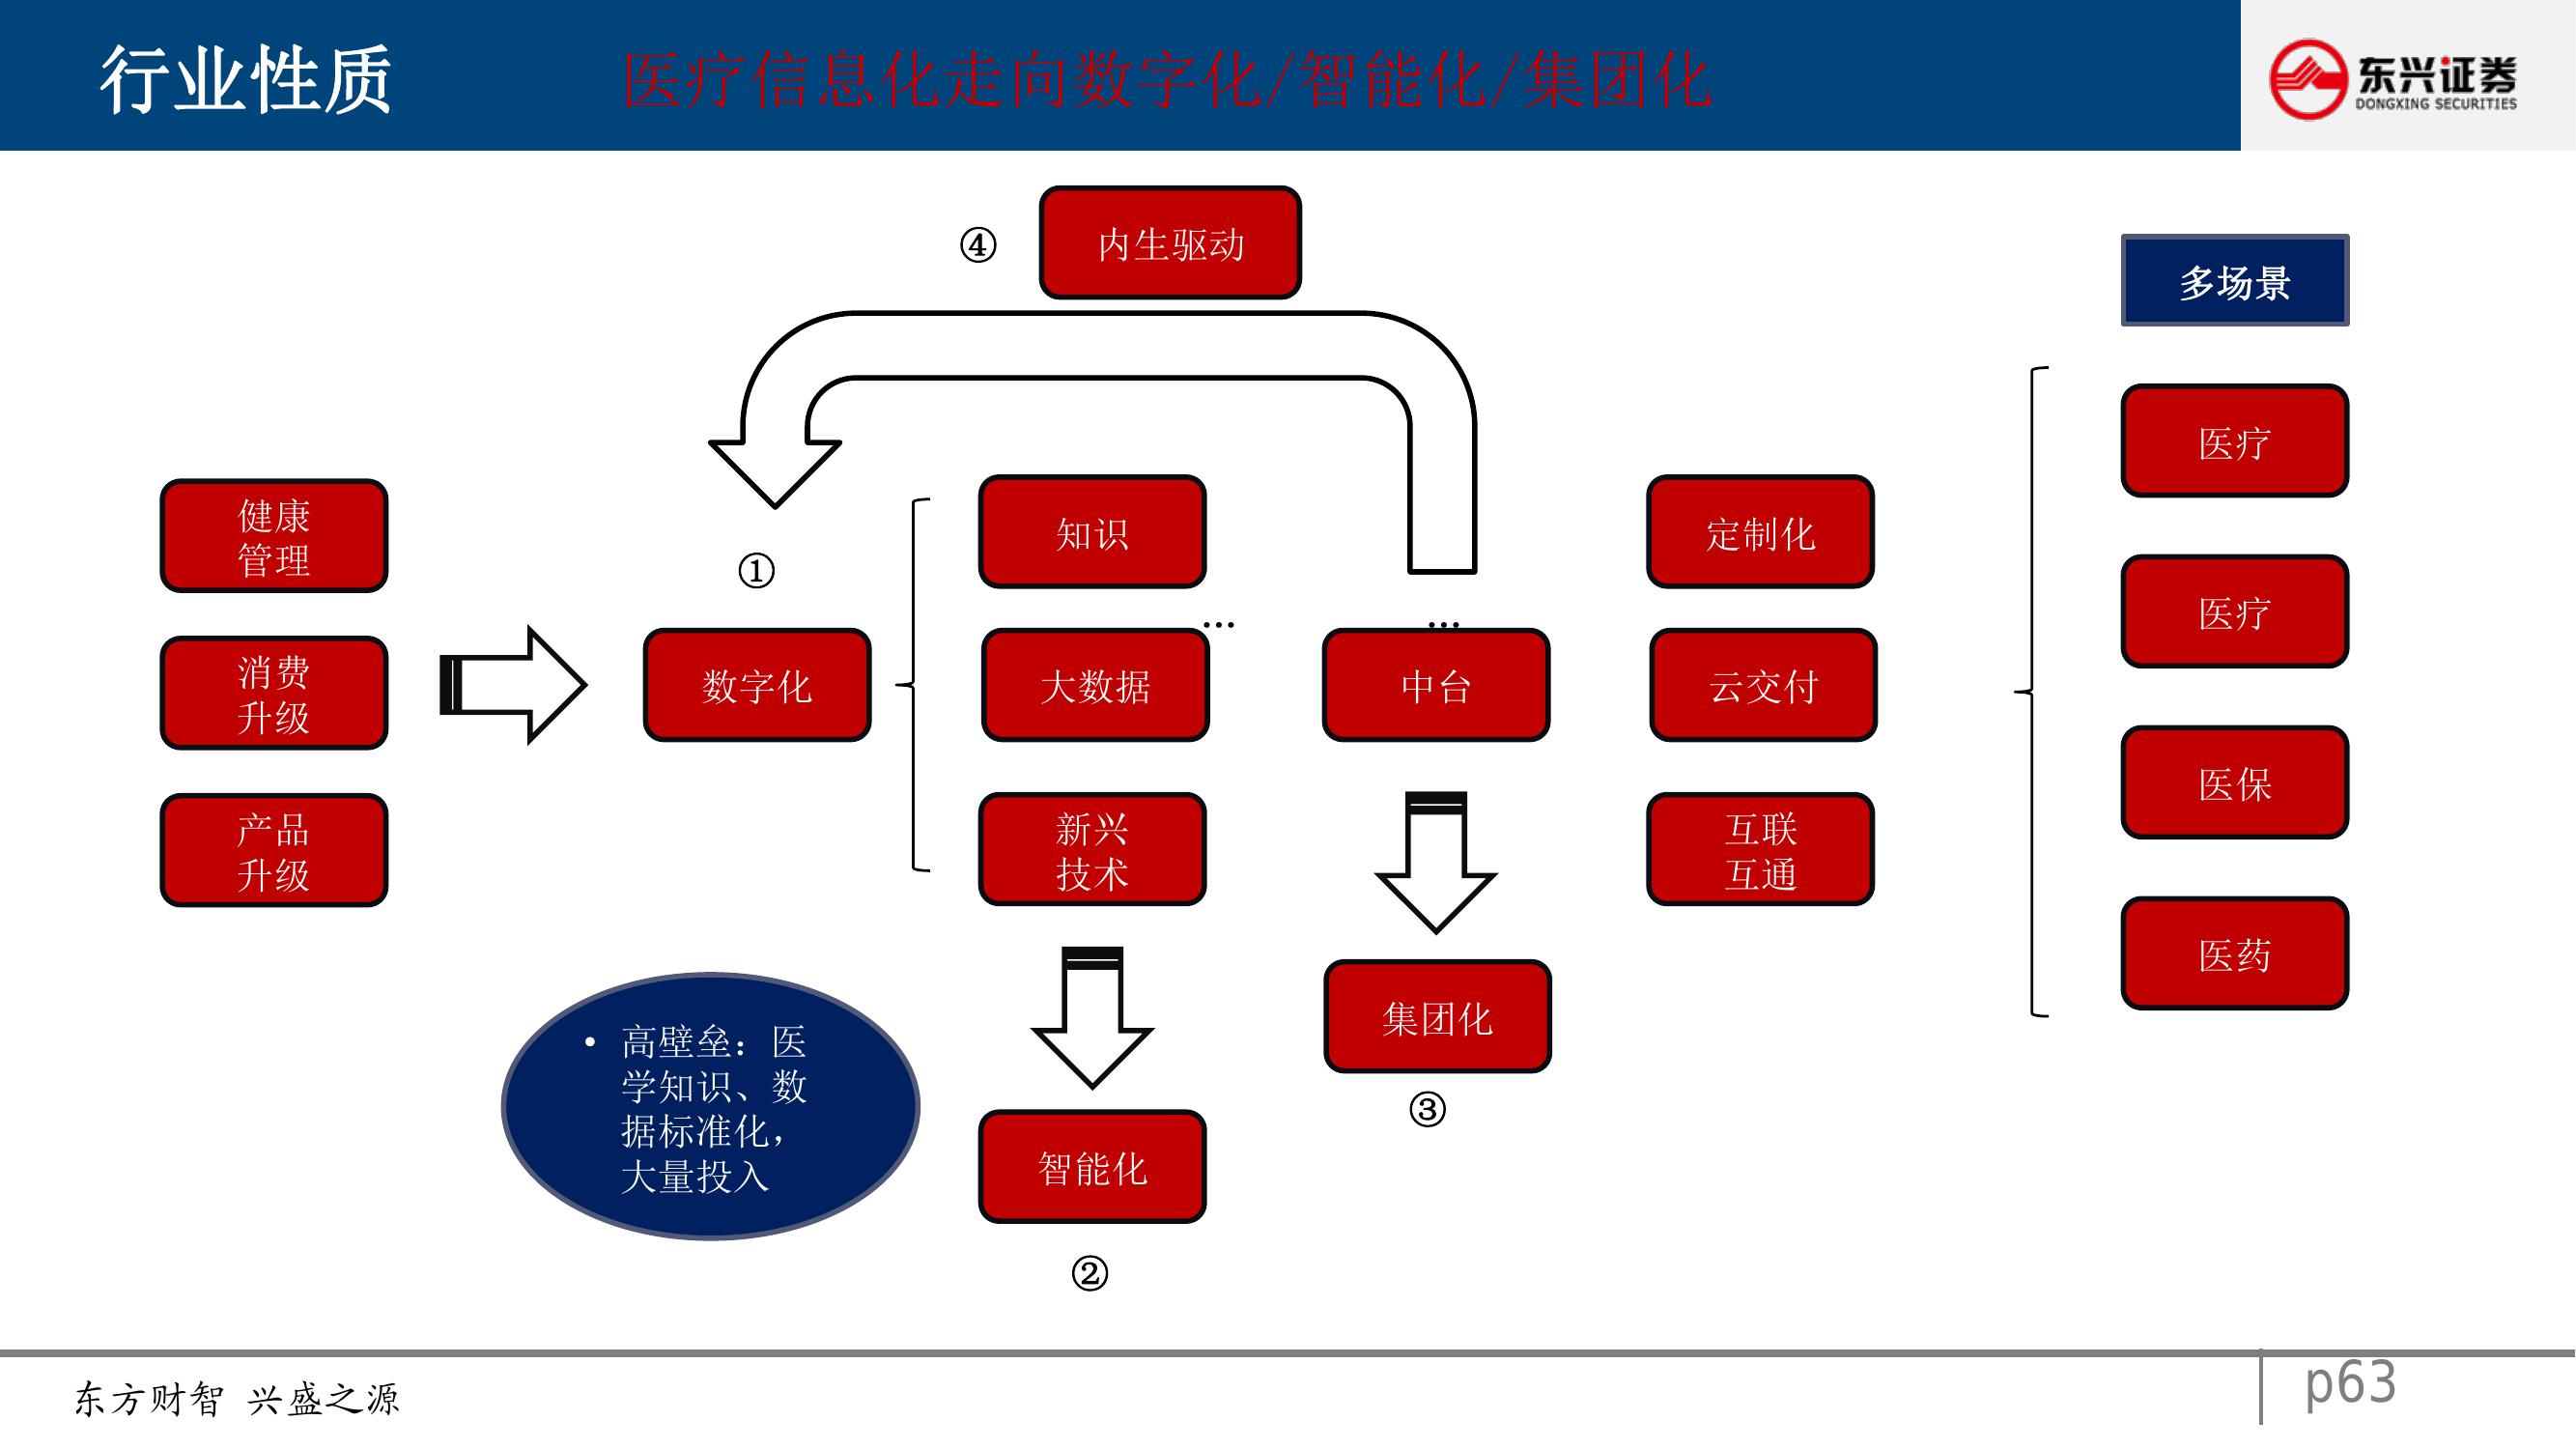 行业性质
医疗信息化走向数字化/智能化/集团化
东兴证券
DONGXING SECURITIES
④
内生驱动
多场景
健康
管理
消费
升级
产品
升级
①
数字化
知识
…
大数据
新兴
技术
…
中台
定制化
云交付
互联
互通
医疗
医疗
医保
医药
集团化
③
• 高壁垒：医
学知识、数
据标准化，
大量投入
智能化
②
东方财智 兴盛之源
p63